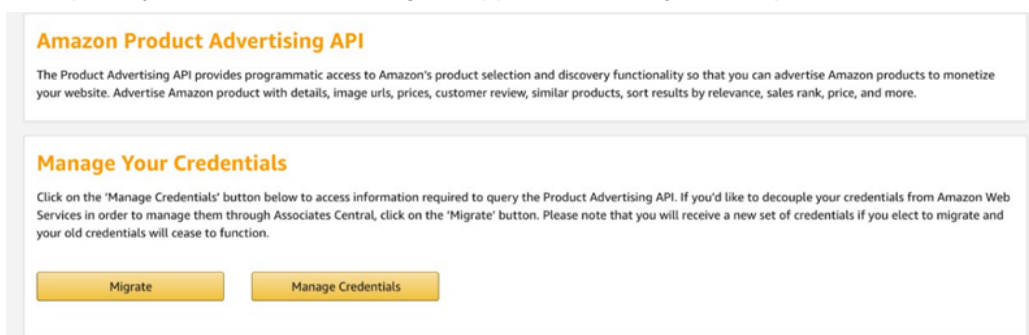 Amazon Product Advertising API
The Product Advertising API provides programmatic access to Amazon's product selection and discovery functionality so that you can advertise Amazon products to monetize
your website. Advertise Amazon product with details, image urls, prices, customer review, similar products, sort results by relevance, sales rank, price, and more.
Manage Your Credentials
Click on the 'Manage Credentials' button below to access information required to query the Product Advertising API. If you'd like to decouple your credentials from Amazon Web
Services in order to manage them through Associates Central, click on the 'Migrate' button. Please note that you will receive a new set of credentials if you elect to migrate and
your old credentials will cease to function.
Migrate Manage Credentials